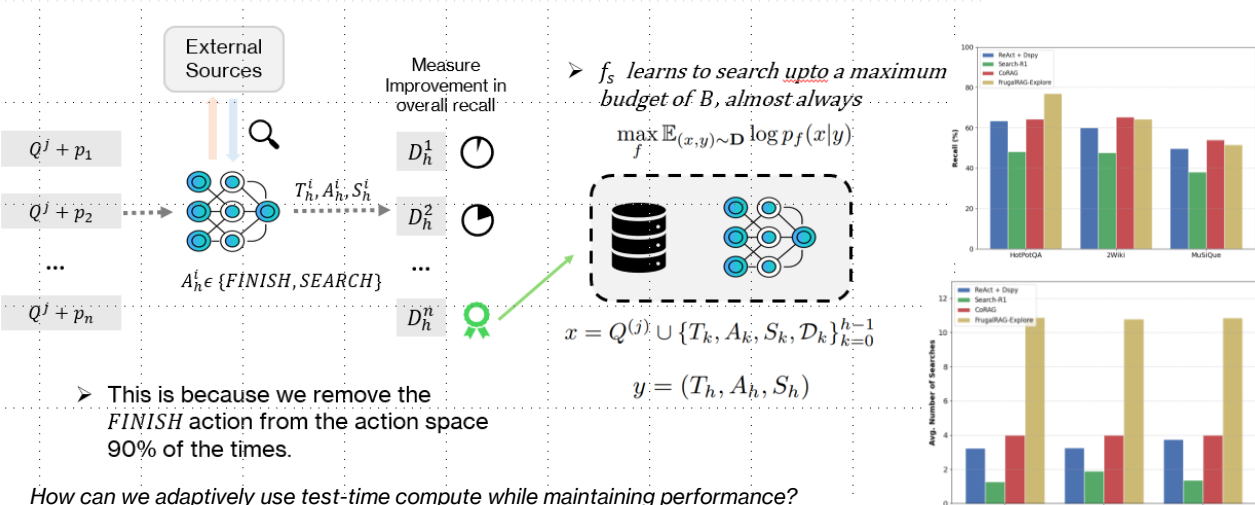 External
Sources
Measure
Improvement in
overall recall
Q^j + p_1
Q^j + p_2
...
Q^j + p_n
T_h^i, A_h^i, S_h^i
A_h^i ϵ {FINISH, SEARCH}
D_h^1
D_h^2
...
D_h^n
➢ This is because we remove the
FINISH action from the action space
90% of the times.
How can we adaptively use test-time compute while maintaining performance?
➢ f_s learns to search upto a maximum
budget of B, almost always
max_f 𝔼_{(x,y)∼D} log p_f(x|y)
x = Q^{(j)} ∪ {T_k, A_k, S_k, 𝒟_k}_{k=0}^{h−1}
y = (T_h, A_h, S_h)
100
80
60
40
20
0
Recall (%)
ReAct + Dspy
Search-R1
CoRAG
FrugalRAG-Explore
HotPotQA
2Wiki
MuSiQue
12
10
8
6
4
2
0
Avg. Number of Searches
ReAct + Dspy
Search-R1
CoRAG
FrugalRAG-Explore